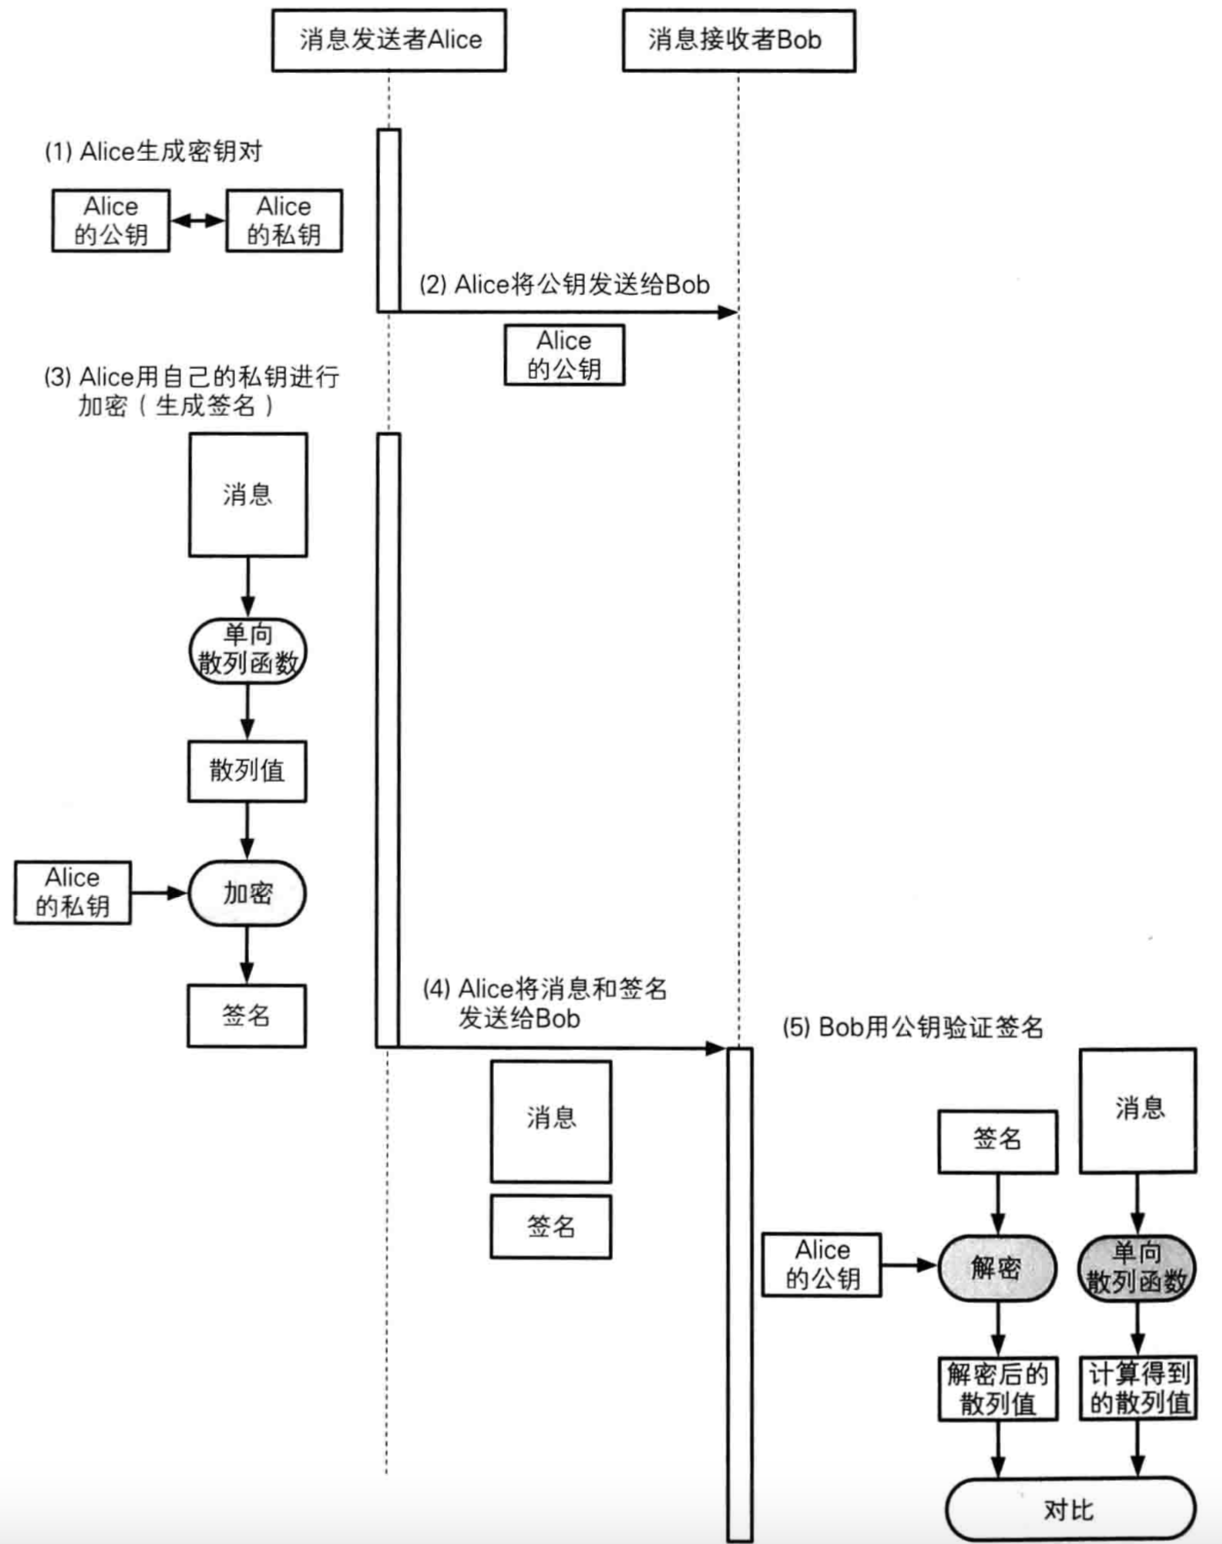 消息发送者Alice
消息接收者Bob
(1) Alice生成密钥对
Alice
的公钥
Alice
的私钥
(2) Alice将公钥发送给Bob
Alice
的公钥
(3) Alice用自己的私钥进行
加密（生成签名）
消息
单向
散列函数
散列值
Alice
的私钥
加密
签名
(4) Alice将消息和签名
发送给Bob
消息
签名
(5) Bob用公钥验证签名
签名
消息
Alice
的公钥
解密
单向
散列函数
解密后的
散列值
计算得到
的散列值
对比